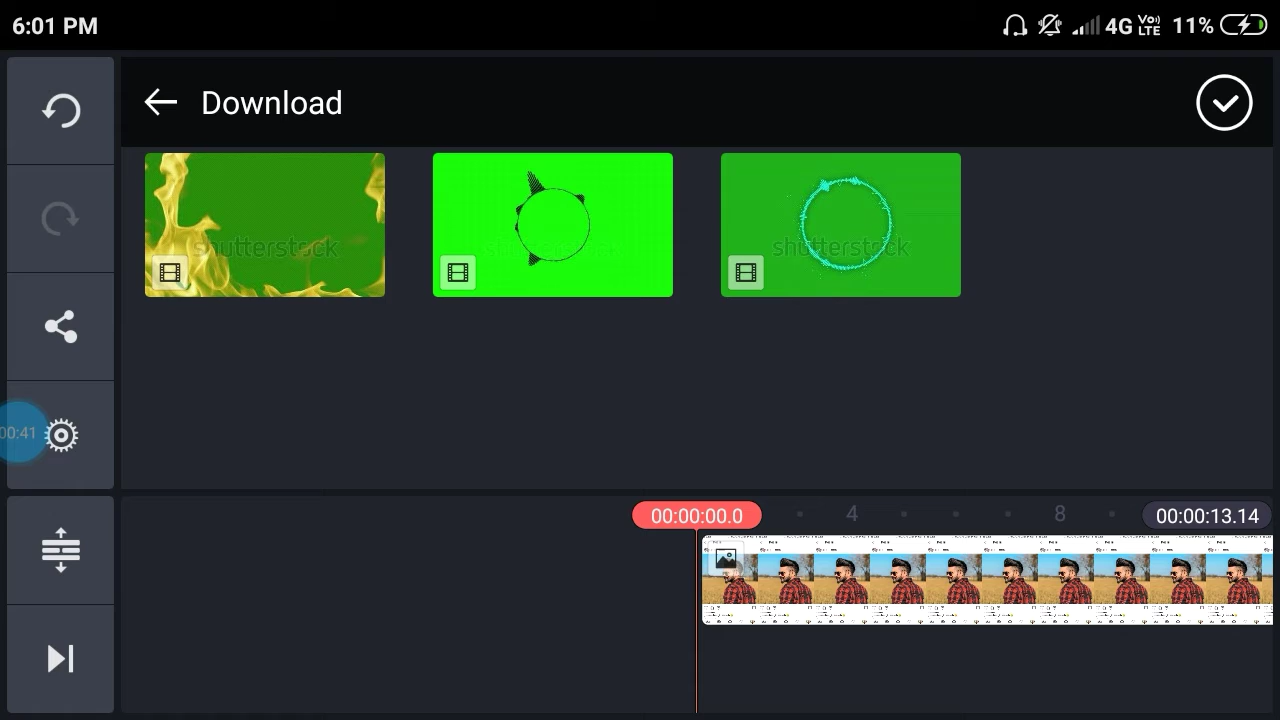 6:01 PM
4G VoLTE 11%
Download
shutterstock
shutterstock
00:41
00:00:00.0
4
8
00:00:13.14